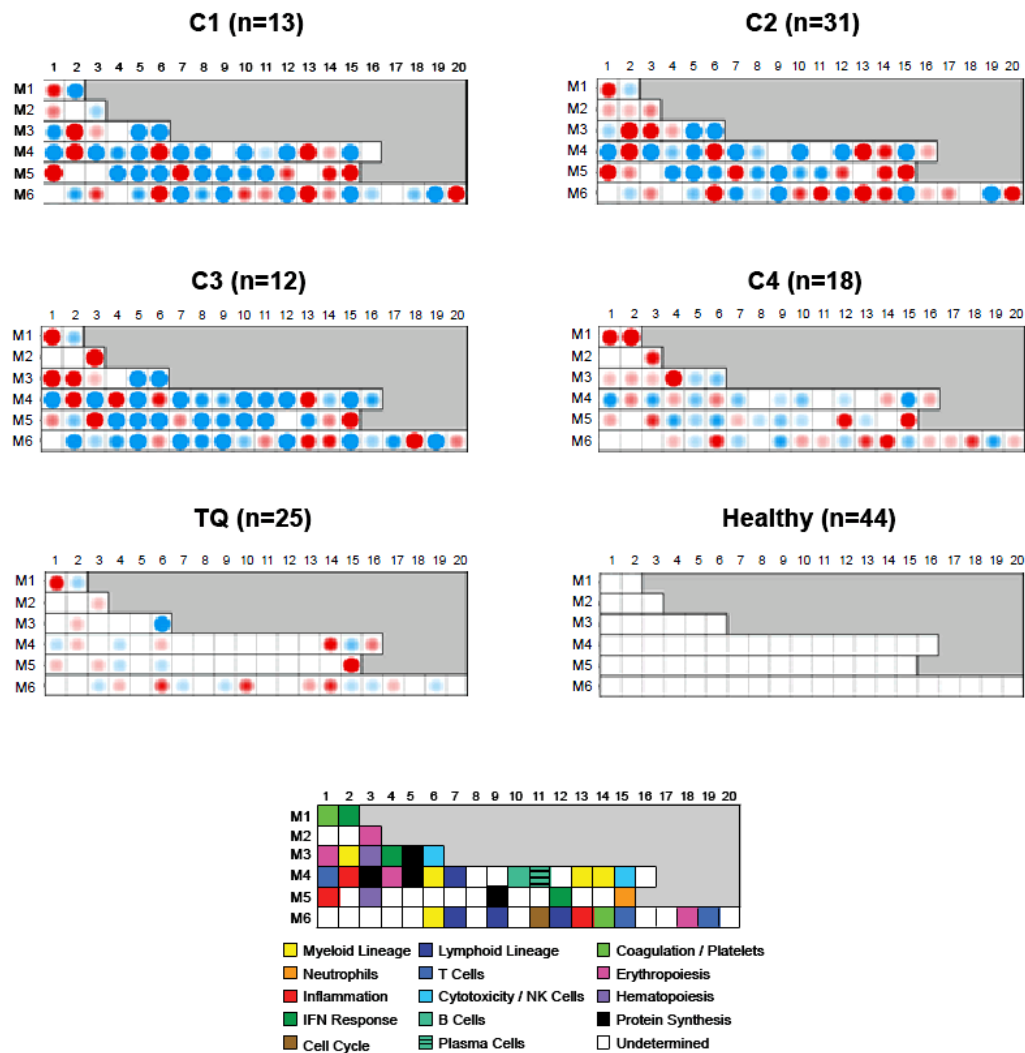 C1 (n=13)
C2 (n=31)
1 2 3 4 5 6 7 8 9 10 11 12 13 14 15 16 17 18 19 20
1 2 3 4 5 6 7 8 9 10 11 12 13 14 15 16 17 18 19 20
M1
M2
M3
M4
M5
M6
M1
M2
M3
M4
M5
M6
C3 (n=12)
C4 (n=18)
1 2 3 4 5 6 7 8 9 10 11 12 13 14 15 16 17 18 19 20
1 2 3 4 5 6 7 8 9 10 11 12 13 14 15 16 17 18 19 20
M1
M2
M3
M4
M5
M6
M1
M2
M3
M4
M5
M6
TQ (n=25)
Healthy (n=44)
1 2 3 4 5 6 7 8 9 10 11 12 13 14 15 16 17 18 19 20
1 2 3 4 5 6 7 8 9 10 11 12 13 14 15 16 17 18 19 20
M1
M2
M3
M4
M5
M6
M1
M2
M3
M4
M5
M6
1 2 3 4 5 6 7 8 9 10 11 12 13 14 15 16 17 18 19 20
M1
M2
M3
M4
M5
M6
Myeloid Lineage
Lymphoid Lineage
Coagulation / Platelets
Neutrophils
T Cells
Erythropoiesis
Inflammation
Cytotoxicity / NK Cells
Hematopoiesis
IFN Response
B Cells
Protein Synthesis
Cell Cycle
Plasma Cells
Undetermined